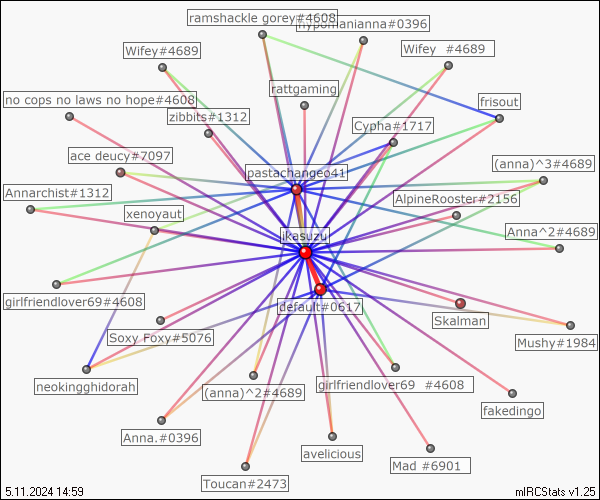 ramshackle gorey#4608
hypomanianna#0396
Wifey#4689
Wifey  #4689
rattgaming
no cops no laws no hope#4608
frisout
zibbits#1312
Cypha#1717
ace deucy#7097
(anna)^3#4689
pastachangeo41
Annarchist#1312
AlpineRooster#2156
xenoyaut
Anna^2#4689
ikesuzu
girlfriendlover69#4608
default#0617
Skalman
Soxy Foxy#5076
Mushy#1984
neokingghidorah
(anna)^2#4689
girlfriendlover69  #4608
fakedingo
Anna.#0396
avelicious
Mad #6901
Toucan#2473
5.11.2024 14:59
mIRCStats v1.25